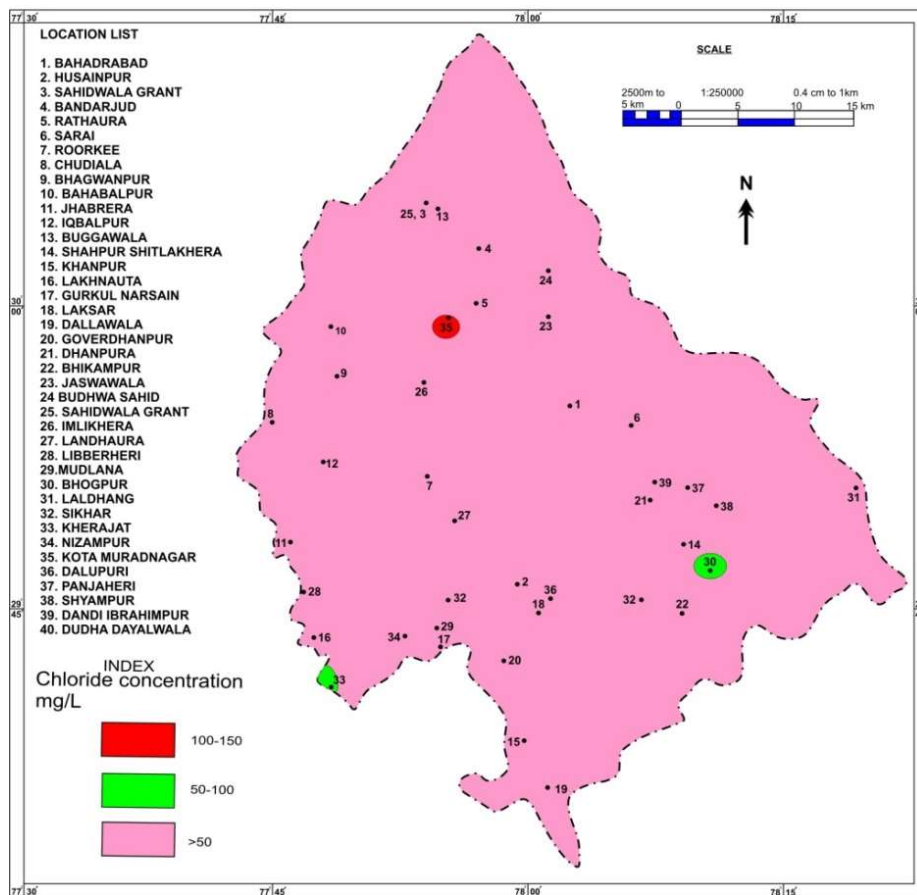 77 30
77 45
78 00
78 15
LOCATION LIST
1. BAHADRABAD
2. HUSAINPUR
3. SAHIDWALA GRANT
4. BANDARJUD
5. RATHAURA
6. SARAI
7. ROORKEE
8. CHUDIALA
9. BHAGWANPUR
10. BAHABALPUR
11. JHABRERA
12. IQBALPUR
13. BUGGAWALA
14. SHAHPUR SHITLAKHERA
15. KHANPUR
16. LAKHNAUTA
17. GURKUL NARSAIN
18. LAKSAR
19. DALLAWALA
20. GOVERDHANPUR
21. DHANPURA
22. BHIKAMPUR
23. JASWAWALA
24 BUDHWA SAHID
25. SAHIDWALA GRANT
26. IMLIKHERA
27. LANDHAURA
28. LIBBERHERI
29.MUDLANA
30. BHOGPUR
31. LALDHANG
32. SIKHAR
33. KHERAJAT
34. NIZAMPUR
35. KOTA MURADNAGAR
36. DALUPURI
37. PANJAHERI
38. SHYAMPUR
39. DANDI IBRAHIMPUR
40. DUDHA DAYALWALA
INDEX
Chloride concentration
mg/L
100-150
50-100
>50
SCALE
2500m to 1:250000 0.4 cm to 1km
5 km 0 5 10 15 km
N
25, 3
13
4
24
5
23
35
10
9
26
1
8
6
12
7
39
37
31
21
38
27
11
14
30
2
36
28
32
18
32
22
29
16
34
17
20
33
15
19
30
00
29
45
77 30
77 45
78 00
78 15